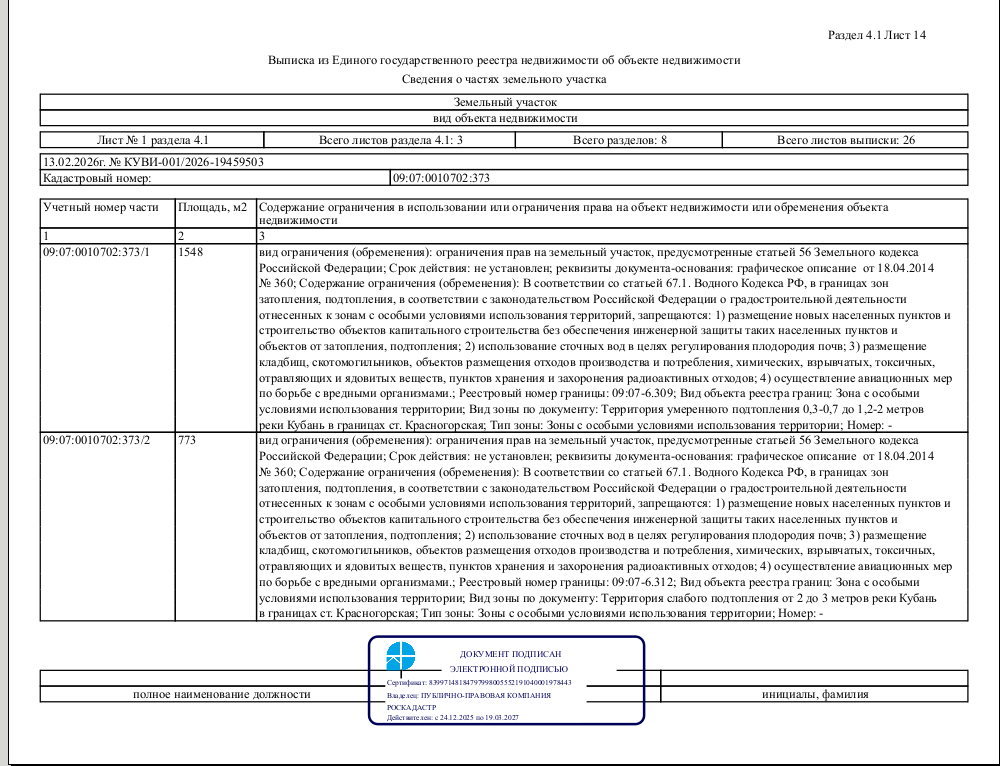 Раздел 4.1 Лист 14
Выписка из Единого государственного реестра недвижимости об объекте недвижимости
Сведения о частях земельного участка
Земельный участок
вид объекта недвижимости
Лист № 1 раздела 4.1 Всего листов раздела 4.1: 3 Всего разделов: 8 Всего листов выписки: 26
13.02.2026г. № КУВИ-001/2026-19459503
Кадастровый номер: 09:07:0010702:373
Учетный номер части Площадь, м2 Содержание ограничения в использовании или ограничения права на объект недвижимости или обременения объекта
недвижимости
1 2 3
09:07:0010702:373/1 1548 вид ограничения (обременения): ограничения прав на земельный участок, предусмотренные статьей 56 Земельного кодекса
Российской Федерации; Срок действия: не установлен; реквизиты документа-основания: графическое описание от 18.04.2014
№ 360; Содержание ограничения (обременения): В соответствии со статьей 67.1. Водного Кодекса РФ, в границах зон
затопления, подтопления, в соответствии с законодательством Российской Федерации о градостроительной деятельности
отнесенных к зонам с особыми условиями использования территорий, запрещаются: 1) размещение новых населенных пунктов и
строительство объектов капитального строительства без обеспечения инженерной защиты таких населенных пунктов и
объектов от затопления, подтопления; 2) использование сточных вод в целях регулирования плодородия почв; 3) размещение
кладбищ, скотомогильников, объектов размещения отходов производства и потребления, химических, взрывчатых, токсичных,
отравляющих и ядовитых веществ, пунктов хранения и захоронения радиоактивных отходов; 4) осуществление авиационных мер
по борьбе с вредными организмами.; Реестровый номер границы: 09:07-6.309; Вид объекта реестра границ: Зона с особыми
условиями использования территории; Вид зоны по документу: Территория умеренного подтопления 0,3-0,7 до 1,2-2 метров
реки Кубань в границах ст. Красногорская; Тип зоны: Зоны с особыми условиями использования территории; Номер: -
09:07:0010702:373/2 773 вид ограничения (обременения): ограничения прав на земельный участок, предусмотренные статьей 56 Земельного кодекса
Российской Федерации; Срок действия: не установлен; реквизиты документа-основания: графическое описание от 18.04.2014
№ 360; Содержание ограничения (обременения): В соответствии со статьей 67.1. Водного Кодекса РФ, в границах зон
затопления, подтопления, в соответствии с законодательством Российской Федерации о градостроительной деятельности
отнесенных к зонам с особыми условиями использования территорий, запрещаются: 1) размещение новых населенных пунктов и
строительство объектов капитального строительства без обеспечения инженерной защиты таких населенных пунктов и
объектов от затопления, подтопления; 2) использование сточных вод в целях регулирования плодородия почв; 3) размещение
кладбищ, скотомогильников, объектов размещения отходов производства и потребления, химических, взрывчатых, токсичных,
отравляющих и ядовитых веществ, пунктов хранения и захоронения радиоактивных отходов; 4) осуществление авиационных мер
по борьбе с вредными организмами.; Реестровый номер границы: 09:07-6.312; Вид объекта реестра границ: Зона с особыми
условиями использования территории; Вид зоны по документу: Территория слабого подтопления от 2 до 3 метров реки Кубань
в границах ст. Красногорская; Тип зоны: Зоны с особыми условиями использования территории; Номер: -
ДОКУМЕНТ ПОДПИСАН
ЭЛЕКТРОННОЙ ПОДПИСЬЮ
Сертификат:
Владелец: ПУБЛИЧНО-ПРАВОВАЯ КОМПАНИЯ
РОСКАДАСТР
Действителен: с 24.12.2025 по 19.03.2027
полное наименование должности инициалы, фамилия